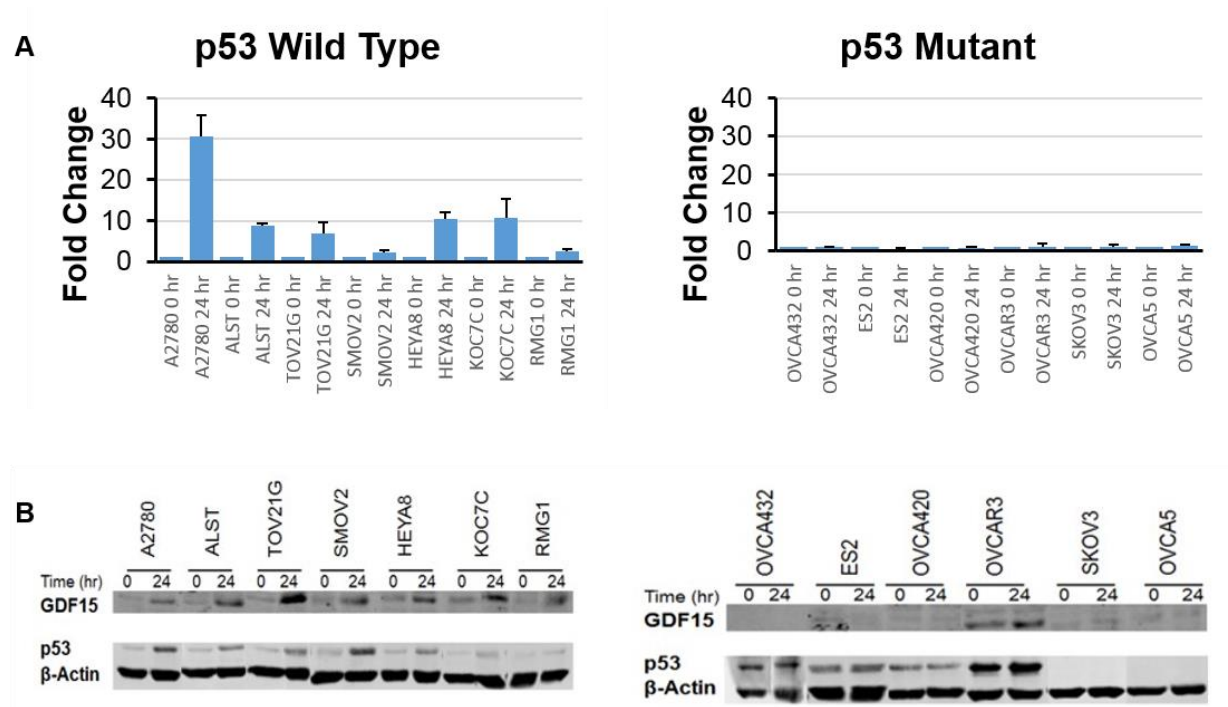 A
p53 Wild Type
Fold Change
40
30
20
10
0
A2780 0 hr
A2780 24 hr
ALST 0 hr
ALST 24 hr
TOV21G 0 hr
TOV21G 24 hr
SMOV2 0 hr
SMOV2 24 hr
HEYA8 0 hr
HEYA8 24 hr
KOC7C 0 hr
KOC7C 24 hr
RMG1 0 hr
RMG1 24 hr
p53 Mutant
Fold Change
40
30
20
10
0
OVCA432 0 hr
OVCA432 24 hr
ES2 0 hr
ES2 24 hr
OVCA420 0 hr
OVCA420 24 hr
OVCAR3 0 hr
OVCAR3 24 hr
SKOV3 0 hr
SKOV3 24 hr
OVCA5 0 hr
OVCA5 24 hr
B
A2780 ALST TOV21G SMOV2 HEYA8 KOC7C RMG1
Time (hr) 0 24 0 24 0 24 0 24 0 24 0 24 0 24
GDF15
p53
β-Actin
OVCA432 ES2 OVCA420 OVCAR3 SKOV3 OVCA5
Time (hr) 0 24 0 24 0 24 0 24 0 24 0 24
GDF15
p53
β-Actin